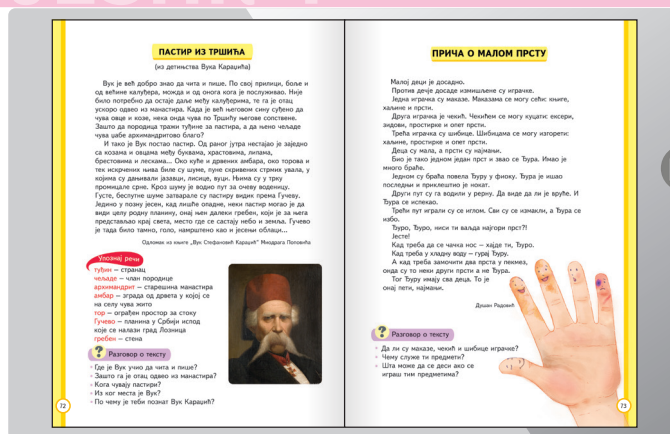 ПАСТИР ИЗ ТРШИЋА
(из детињства Вука Караџића)
Вук је већ добро знао да чита и пише. По свој прилици, боље и
од већине калуђера, можда и од онога кога је послуживао. Није
било потребно да остаје даље међу калуђерима, те га је отац
ускоро одвео из манастира. Када је већ његовом сину суђено да
чува овце и козе, нека онда чува по Тршићу његове сопствене.
Зашто да породица тражи туђине за пастира, а да њено чељаде
чува џабе архимандритово благо?
И тако је Вук постао пастир. Од раног јутра нестајао је заједно
са козама и овцама међу буквама, храстовима, липама,
брестовима и лескама... Око куће и дрвених амбара, око торова и
тек искрчених њива биле су шуме, пуне скривених стрмих увала, у
којима су дивљали јазавци, лисице, вуци. Њима су у трку
промицале срне. Кроз шуму је водио пут за очеву воденицу.
Густе, беспутне шуме затварале су пастиру видик према Гучеву.
Једино у позну јесен, кад лишће опадне, неки пастир могао је да
види целу родну планину, онај њен далеки гребен, који је за њега
представљао крај света, место где се састају небо и земља. Гучево
је тада било тамно, голо, намрштено као и јесењи облаци...
Одломак из књиге „Вук Стефановић Караџић" Миодрага Поповића
Упознај речи
туђин – странац
чељаде – члан породице
архимандрит – старешина манастира
амбар – зграда од дрвета у којој се
на селу чува жито
тор – ограђен простор за стоку
Гучево – планина у Србији испод
које се налази град Лозница
гребен – стена
? Разговор о тексту
- Где је Вук учио да чита и пише?
- Зашто га је отац одвео из манастира?
- Кога чувају пастири?
- Из ког места је Вук?
- По чему је теби познат Вук Караџић?
72
ПРИЧА О МАЛОМ ПРСТУ
Малој деци је досадно.
Против дечје досаде измишљене су играчке.
Једна играчка су маказе. Маказама се могу сећи: књиге,
хаљине и прсти.
Друга играчка је чекић. Чекићем се могу куцати: ексери,
зидови, простирке и опет прсти.
Трећа играчка су шибице. Шибицама се могу изгорети:
хаљине, простирке и опет прсти.
Деца су мала, а прсти су најмањи.
Био је тако једном један прст и звао се Ђура. Имао је
много браће.
Једном су браћа повела Ђуру у фиоку. Ђура је ишао
последњи и приклештио је нокат.
Други пут су га водили у рерну. Да виде да ли је вруће. И
Ђура се испекао.
Трећи пут играли су се иглом. Сви су се измакли, а Ђура се
избо.
Ђуро, Ђуро, ниси ти ваљда најгори прст?!
Јесте!
Кад треба да се чачка нос – хајде ти, Ђуро.
Кад треба у хладну воду – гурај Ђуру.
А кад треба замочити два прста у пекмез,
онда су то неки други прсти а не Ђура.
Тог Ђуру имају сва деца. То је
онај пети, најмањи.
Душан Радовић
? Разговор о тексту
- Да ли су маказе, чекић и шибице играчке?
- Чему служе ти предмети?
- Шта може да се деси ако се
играш тим предметима?
73